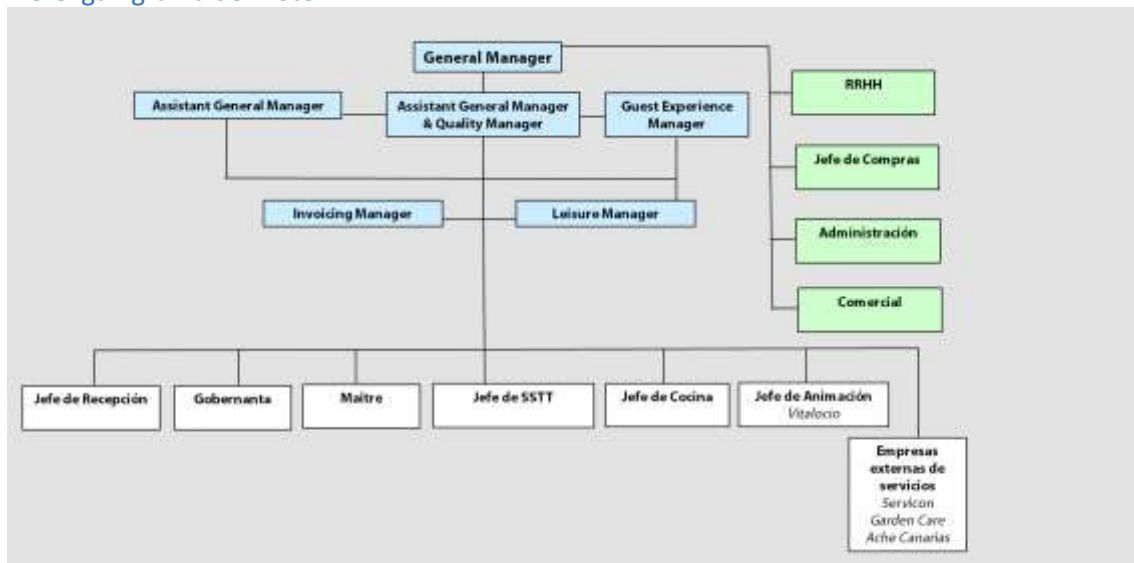 General Manager
RRHH
Assistant General Manager
Assistant General Manager
& Quality Manager
Guest Experience
Manager
Jefe de Compras
Invoicing Manager
Leisure Manager
Administración
Comercial
Jefe de Recepción
Gobernanta
Maitre
Jefe de SSTT
Jefe de Cocina
Jefe de Animación
Vitalocio
Empresas
externas de
servicios
Servicon
Garden Care
Ache Canarias